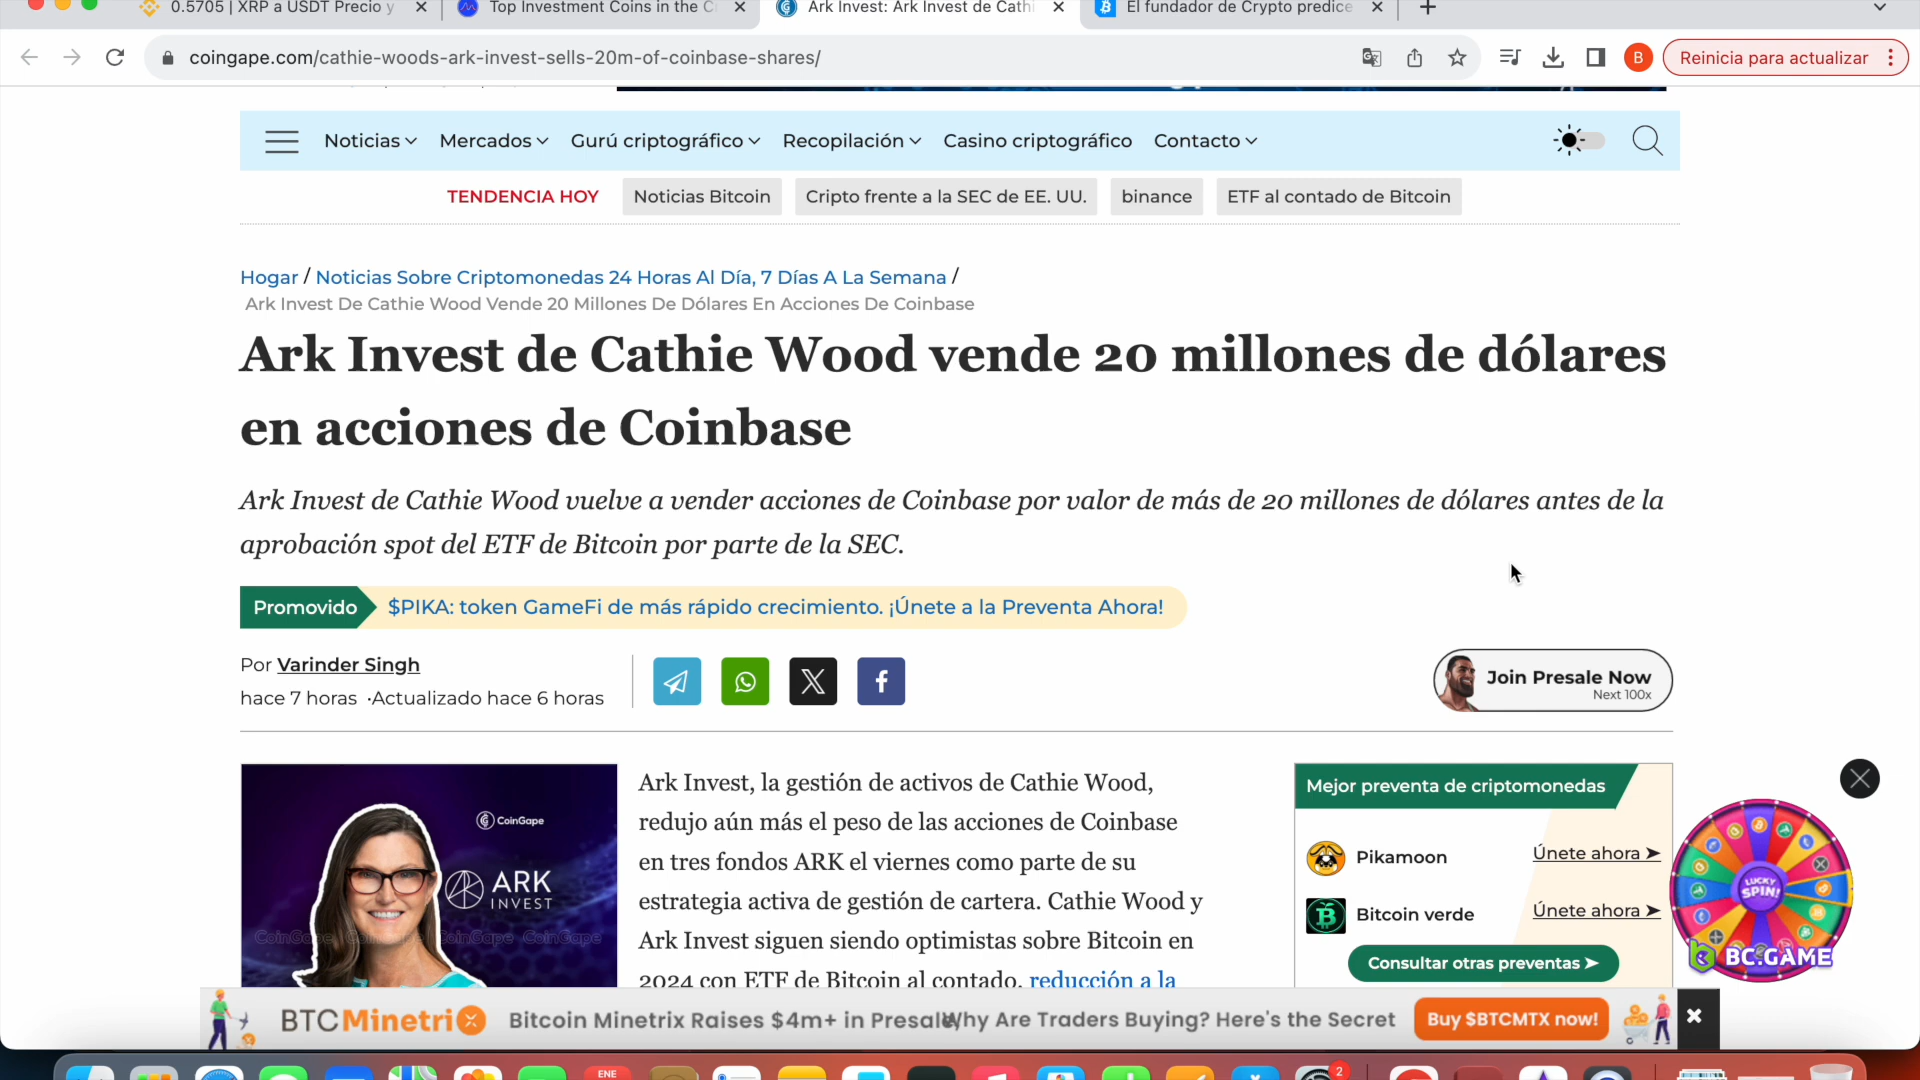 0.5705 | XRP a USDT Precio y
Top Investment Coins in the C
Ark Invest: Ark Invest de Cathi
El fundador de Crypto predice
coingape.com/cathie-woods-ark-invest-sells-20m-of-coinbase-shares/
B
Reinicia para actualizar
Noticias
Mercados
Gurú criptográfico
Recopilación
Casino criptográfico
Contacto
TENDENCIA HOY
Noticias Bitcoin
Cripto frente a la SEC de EE. UU.
binance
ETF al contado de Bitcoin
Hogar / Noticias Sobre Criptomonedas 24 Horas Al Día, 7 Días A La Semana /
Ark Invest De Cathie Wood Vende 20 Millones De Dólares En Acciones De Coinbase
Ark Invest de Cathie Wood vende 20 millones de dólares
en acciones de Coinbase
Ark Invest de Cathie Wood vuelve a vender acciones de Coinbase por valor de más de 20 millones de dólares antes de la
aprobación spot del ETF de Bitcoin por parte de la SEC.
Promovido
$PIKA: token GameFi de más rápido crecimiento. ¡Únete a la Preventa Ahora!
Por Varinder Singh
hace 7 horas ·Actualizado hace 6 horas
Join Presale Now
Next 100x
CoinGape
ARK
INVEST
Ark Invest, la gestión de activos de Cathie Wood,
redujo aún más el peso de las acciones de Coinbase
en tres fondos ARK el viernes como parte de su
estrategia activa de gestión de cartera. Cathie Wood y
Ark Invest siguen siendo optimistas sobre Bitcoin en
2024 con ETF de Bitcoin al contado, reducción a la
Mejor preventa de criptomonedas
Pikamoon
Únete ahora ➤
Bitcoin verde
Únete ahora ➤
Consultar otras preventas ➤
LUCKY
SPIN!
BC.GAME
BTCMinetrix
Bitcoin Minetrix Raises $4m+ in Presale
Why Are Traders Buying? Here's the Secret
Buy $BTCMTX now!
ENE
2